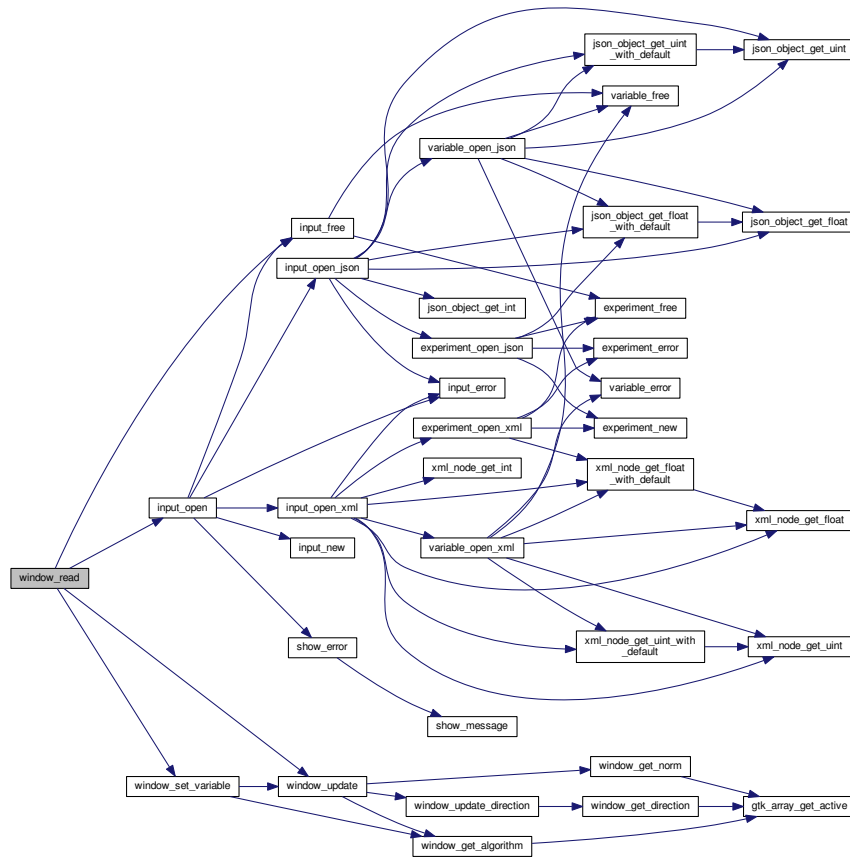 json_object_get_uint
_with_default
json_object_get_uint
variable_free
variable_open_json
json_object_get_float
_with_default
json_object_get_float
input_free
input_open_json
json_object_get_int
experiment_free
experiment_open_json
experiment_error
input_error
variable_error
experiment_open_xml
experiment_new
xml_node_get_int
xml_node_get_float
_with_default
input_open
input_open_xml
xml_node_get_float
input_new
variable_open_xml
window_read
show_error
xml_node_get_uint_with
_default
xml_node_get_uint
show_message
window_get_norm
window_set_variable
window_update
window_update_direction
window_get_direction
gtk_array_get_active
window_get_algorithm